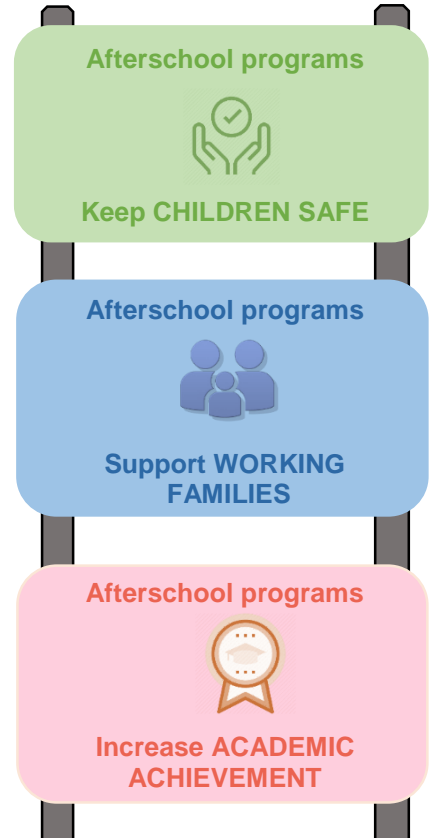 Afterschool programs
Keep CHILDREN SAFE
Afterschool programs
Support WORKING
FAMILIES
Afterschool programs
Increase ACADEMIC
ACHIEVEMENT